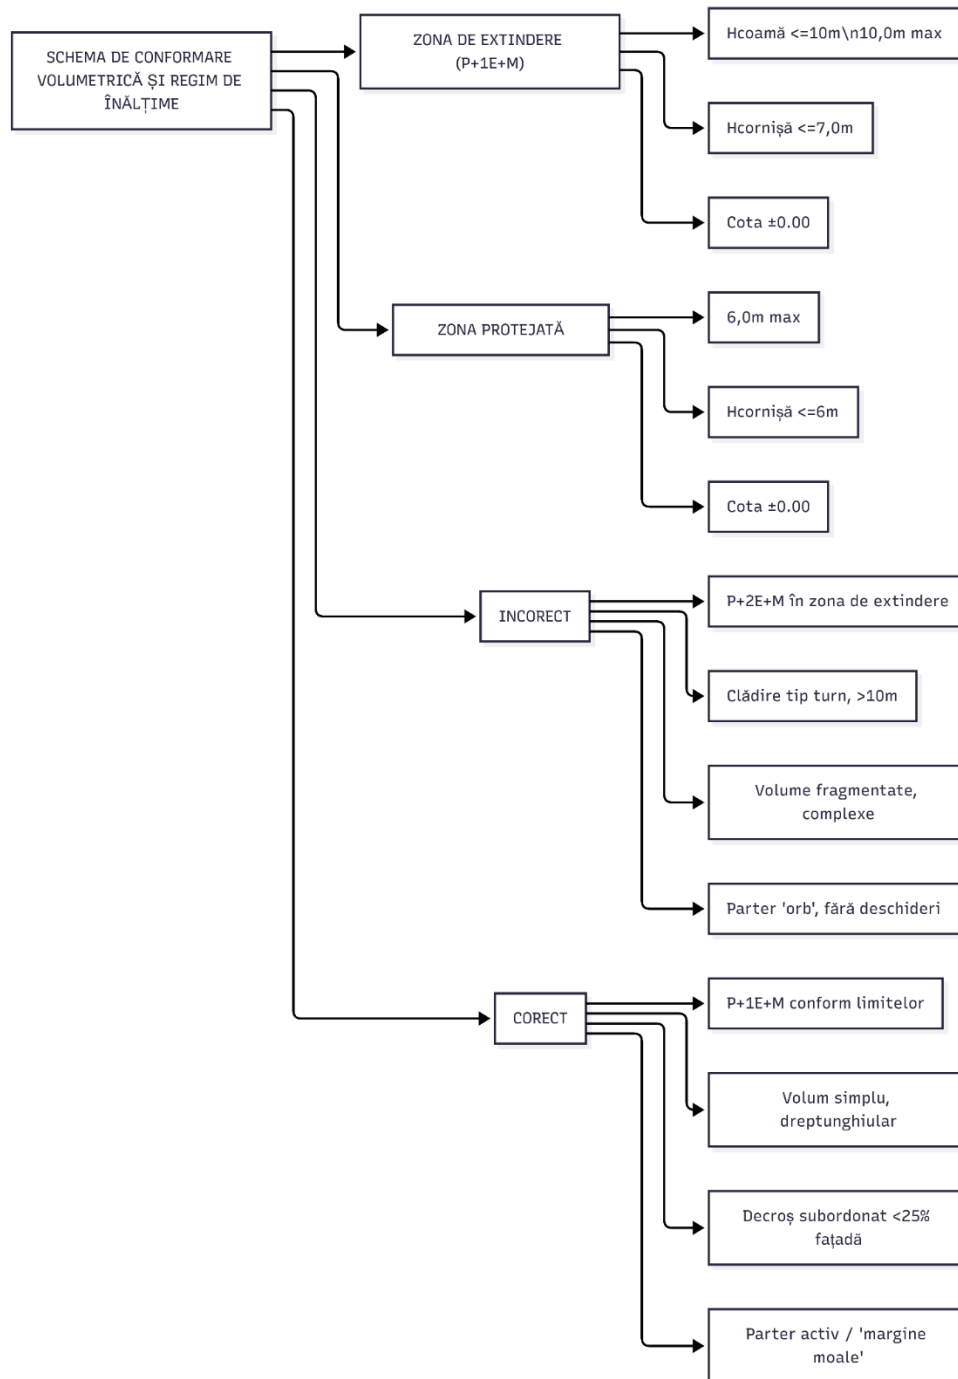 SCHEMA DE CONFORMARE
VOLUMETRICĂ ȘI REGIM DE
ÎNĂLȚIME
ZONA DE EXTINDERE
(P+1E+M)
Hcoamă <=10m\n10,0m max
Hcornișă <=7,0m
Cota ±0.00
ZONA PROTEJATĂ
6,0m max
Hcornișă <=6m
Cota ±0.00
INCORECT
P+2E+M în zona de extindere
Clădire tip turn, >10m
Volume fragmentate,
complexe
Parter 'orb', fără deschideri
CORECT
P+1E+M conform limitelor
Volum simplu,
dreptunghiular
Decroș subordonat <25%
fațadă
Parter activ / 'margine
moale'